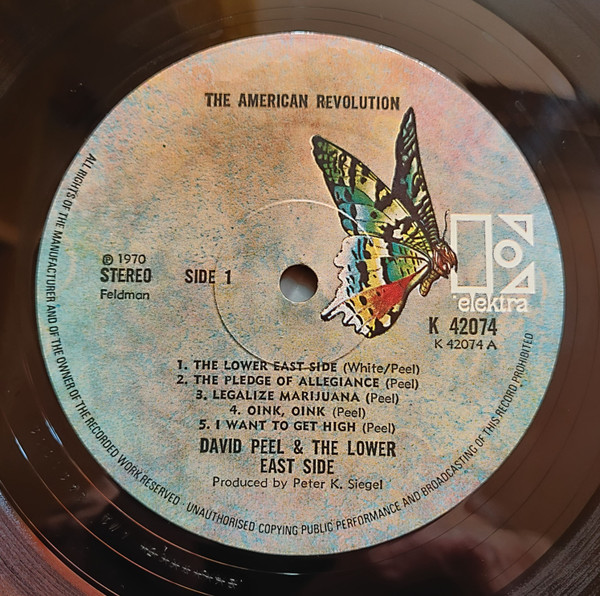 THE AMERICAN REVOLUTION
℗ 1970
STEREO
Feldman
SIDE 1
elektra
K 42074
K 42074 A
1. THE LOWER EAST SIDE (White/Peel)
2. THE PLEDGE OF ALLEGIANCE (Peel)
3. LEGALIZE MARIJUANA (Peel)
4. OINK, OINK (Peel)
5. I WANT TO GET HIGH (Peel)
DAVID PEEL & THE LOWER
EAST SIDE
Produced by Peter K. Siegel
ALL RIGHTS OF THE MANUFACTURER AND OF THE OWNER OF THE RECORDED WORK RESERVED · UNAUTHORISED COPYING PUBLIC PERFORMANCE AND BROADCASTING OF THIS RECORD PROHIBITED